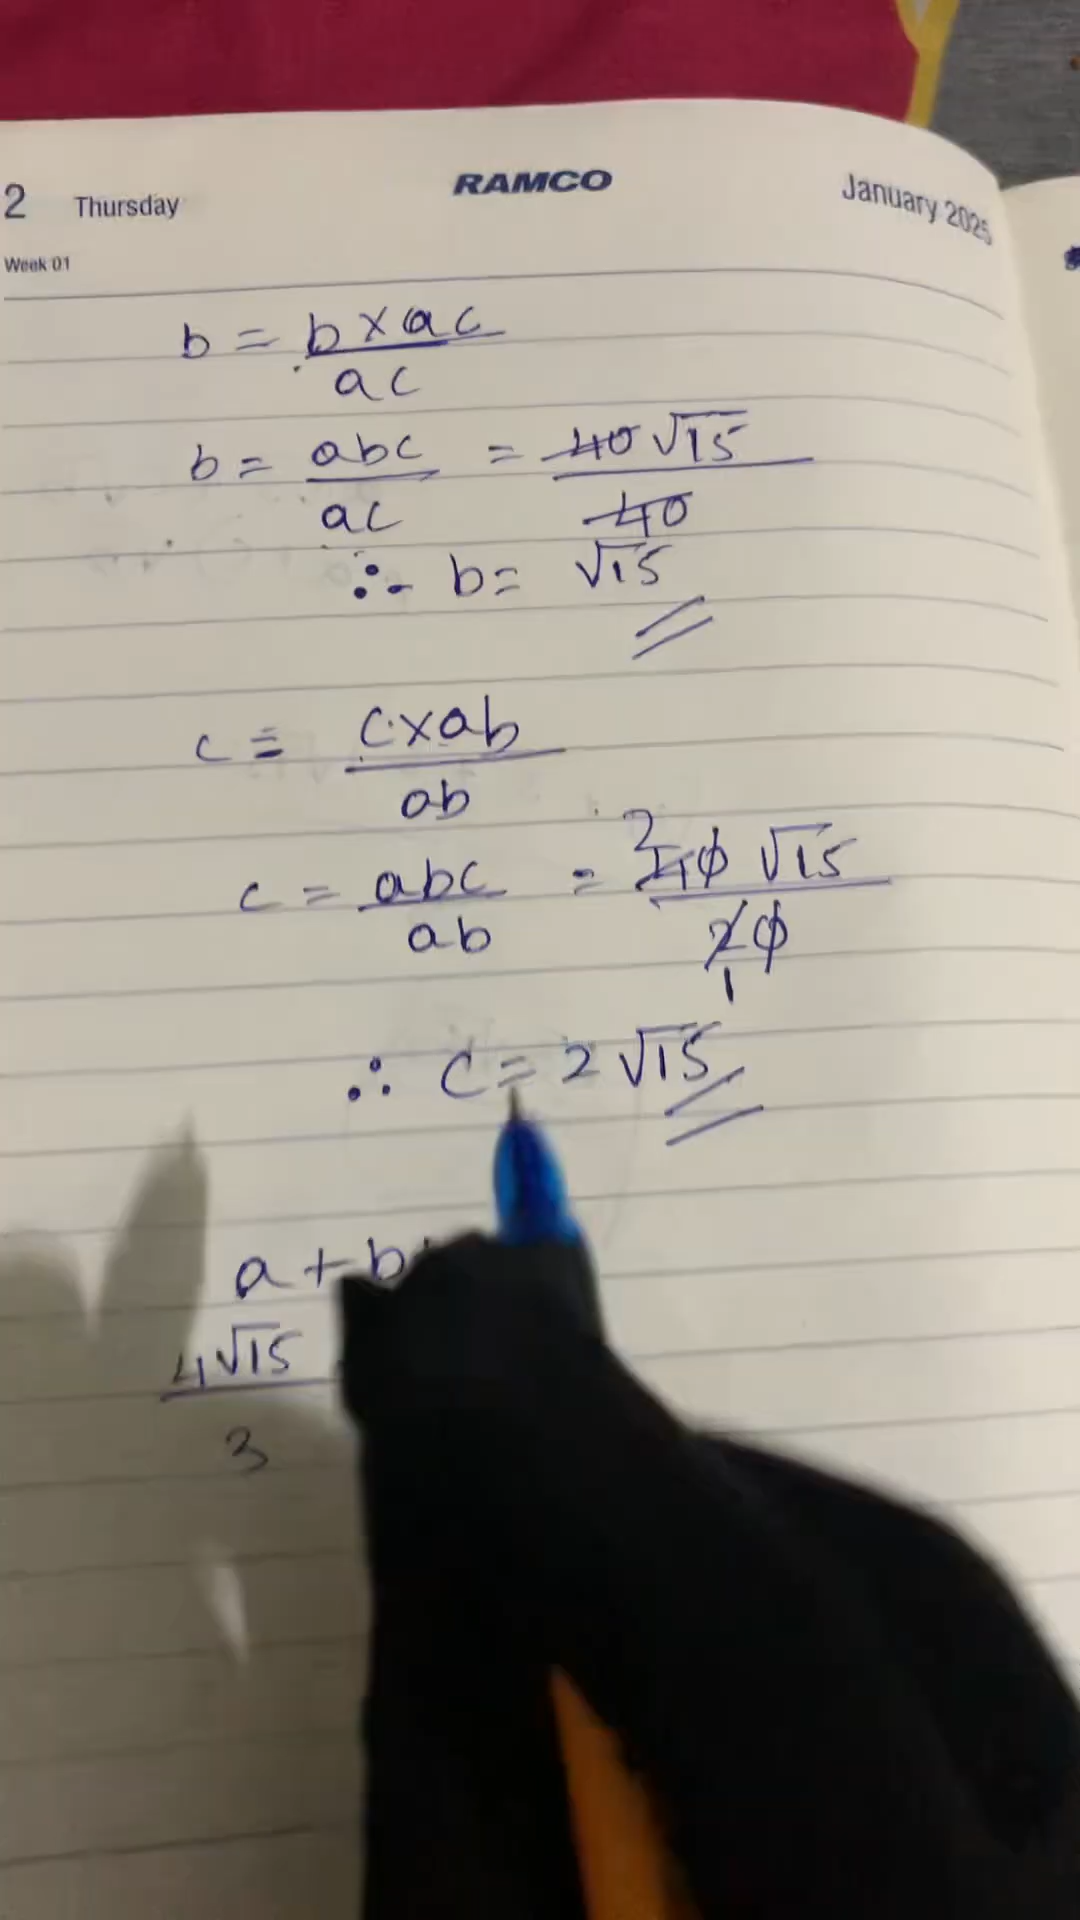 2 Thursday RAMCO January 2025
Week 01
b = b × ac
ac
b = abc = 40 √15
ac 40
∴ b = √15
c = c × ab
ab
c = abc = 2 40 √15
ab 20
1
∴ c = 2 √15
a + b
4 √15
3